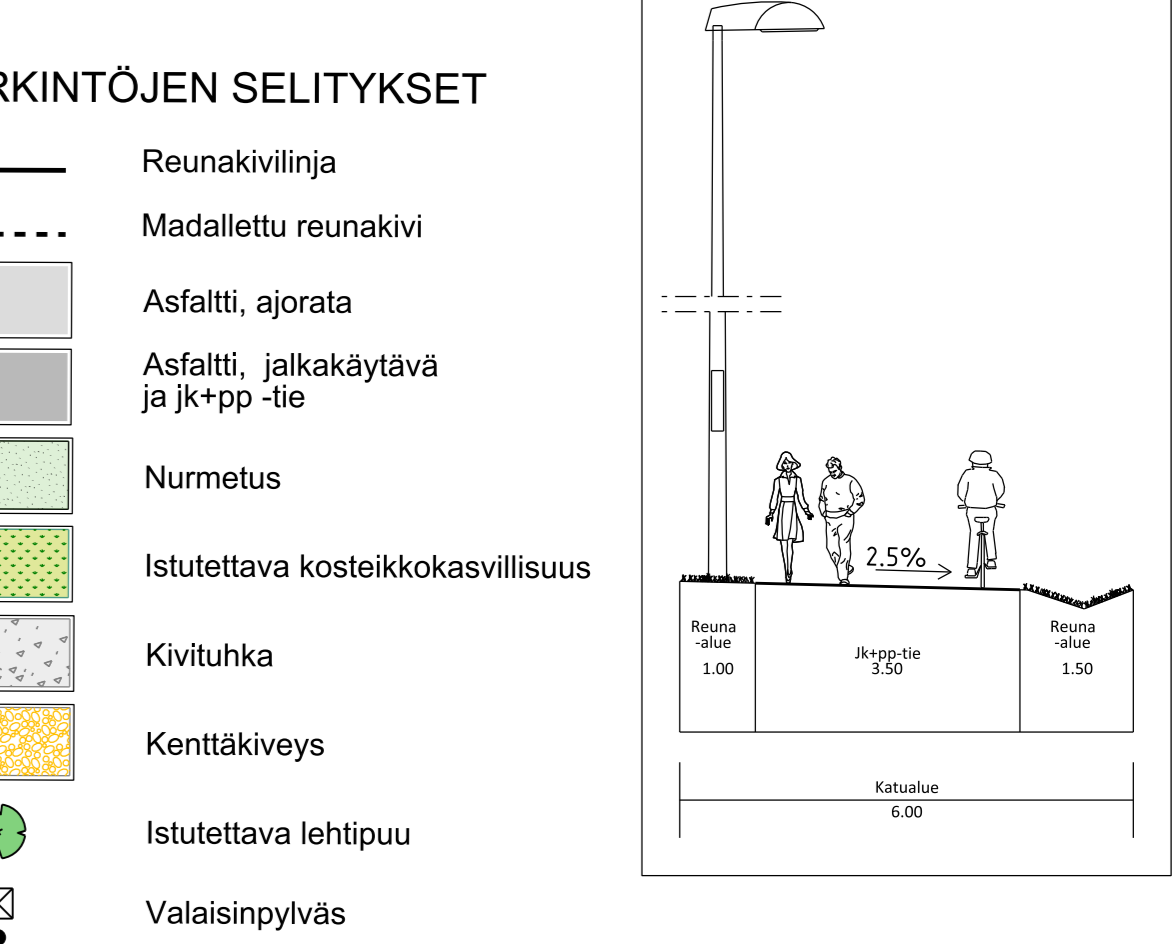 RKINTÖJEN SELITYKSET
Reunakivilinja
Madallettu reunakivi
Asfaltti, ajorata
Asfaltti, jalkakäytävä
ja jk+pp -tie
Nurmetus
Istutettava kosteikkokasvillisuus
Kivituhka
Kenttäkiveys
Istutettava lehtipuu
Valaisinpylväs
2.5%
Reuna
-alue
1.00
Jk+pp-tie
3.50
Reuna
-alue
1.50
Katualue
6.00